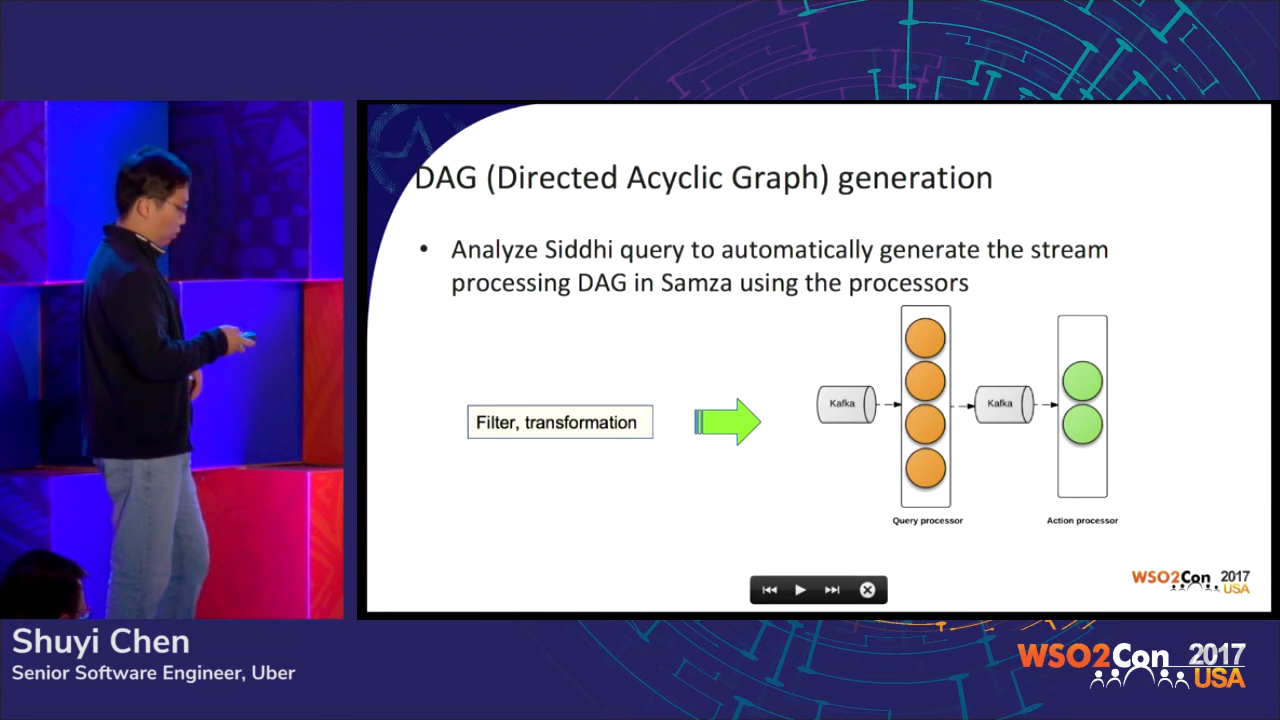 DAG (Directed Acyclic Graph) generation
• Analyze Siddhi query to automatically generate the stream
processing DAG in Samza using the processors
Filter, transformation
Kafka
Kafka
Query processor
Action processor
WSO2Con 2017
USA
Shuyi Chen
Senior Software Engineer, Uber
WSO2Con 2017
USA